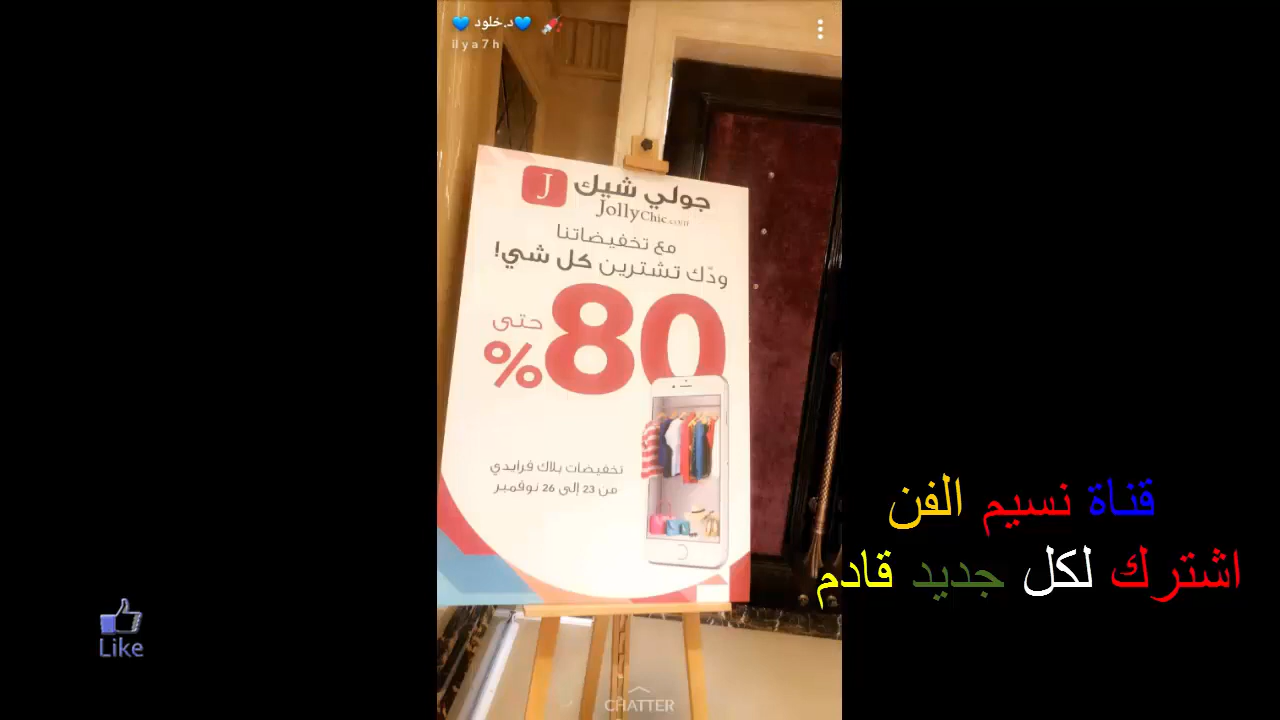 💙 د.خلود💙 💉
ilya7h
J جولي شيك
JollyChic.com
مع تخفيضاتنا
ودّك تشترين كل شي!
حتى 80%
تخفيضات بلاك فرايدي
من 23 إلى 26 نوفمبر
قناة نسيم الفن
اشترك لكل جديد قادم
Like
CHATTER